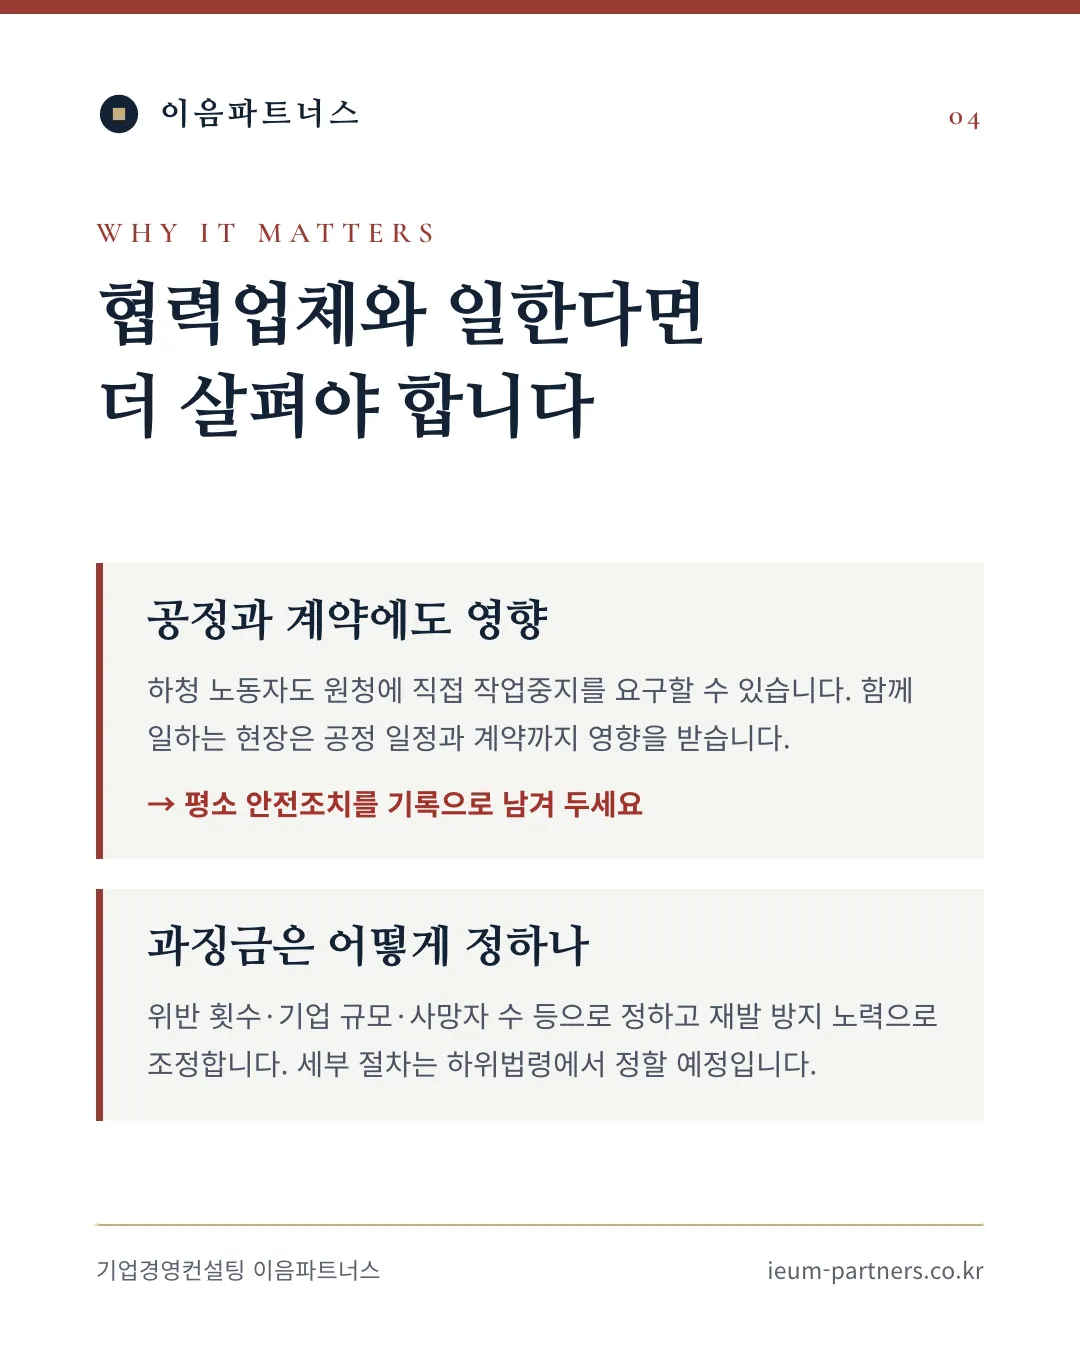 이음파트너스
04
WHY IT MATTERS
협력업체와 일한다면
더 살펴야 합니다
공정과 계약에도 영향
하청 노동자도 원청에 직접 작업중지를 요구할 수 있습니다. 함께
일하는 현장은 공정 일정과 계약까지 영향을 받습니다.
→ 평소 안전조치를 기록으로 남겨 두세요
과징금은 어떻게 정하나
위반 횟수·기업 규모·사망자 수 등으로 정하고 재발 방지 노력으로
조정합니다. 세부 절차는 하위법령에서 정할 예정입니다.
기업경영컨설팅 이음파트너스
ieum-partners.co.kr